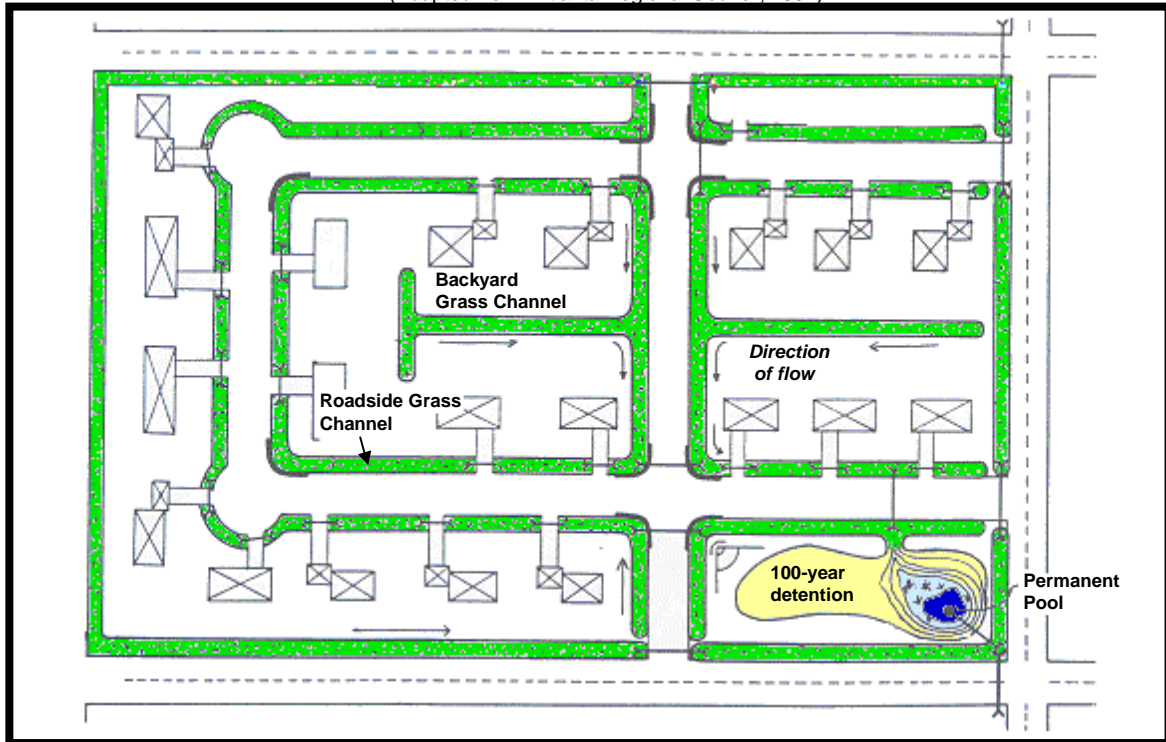 Backyard
Grass Channel
Direction
of flow
Roadside Grass
Channel
100-year
detention
Permanent
Pool